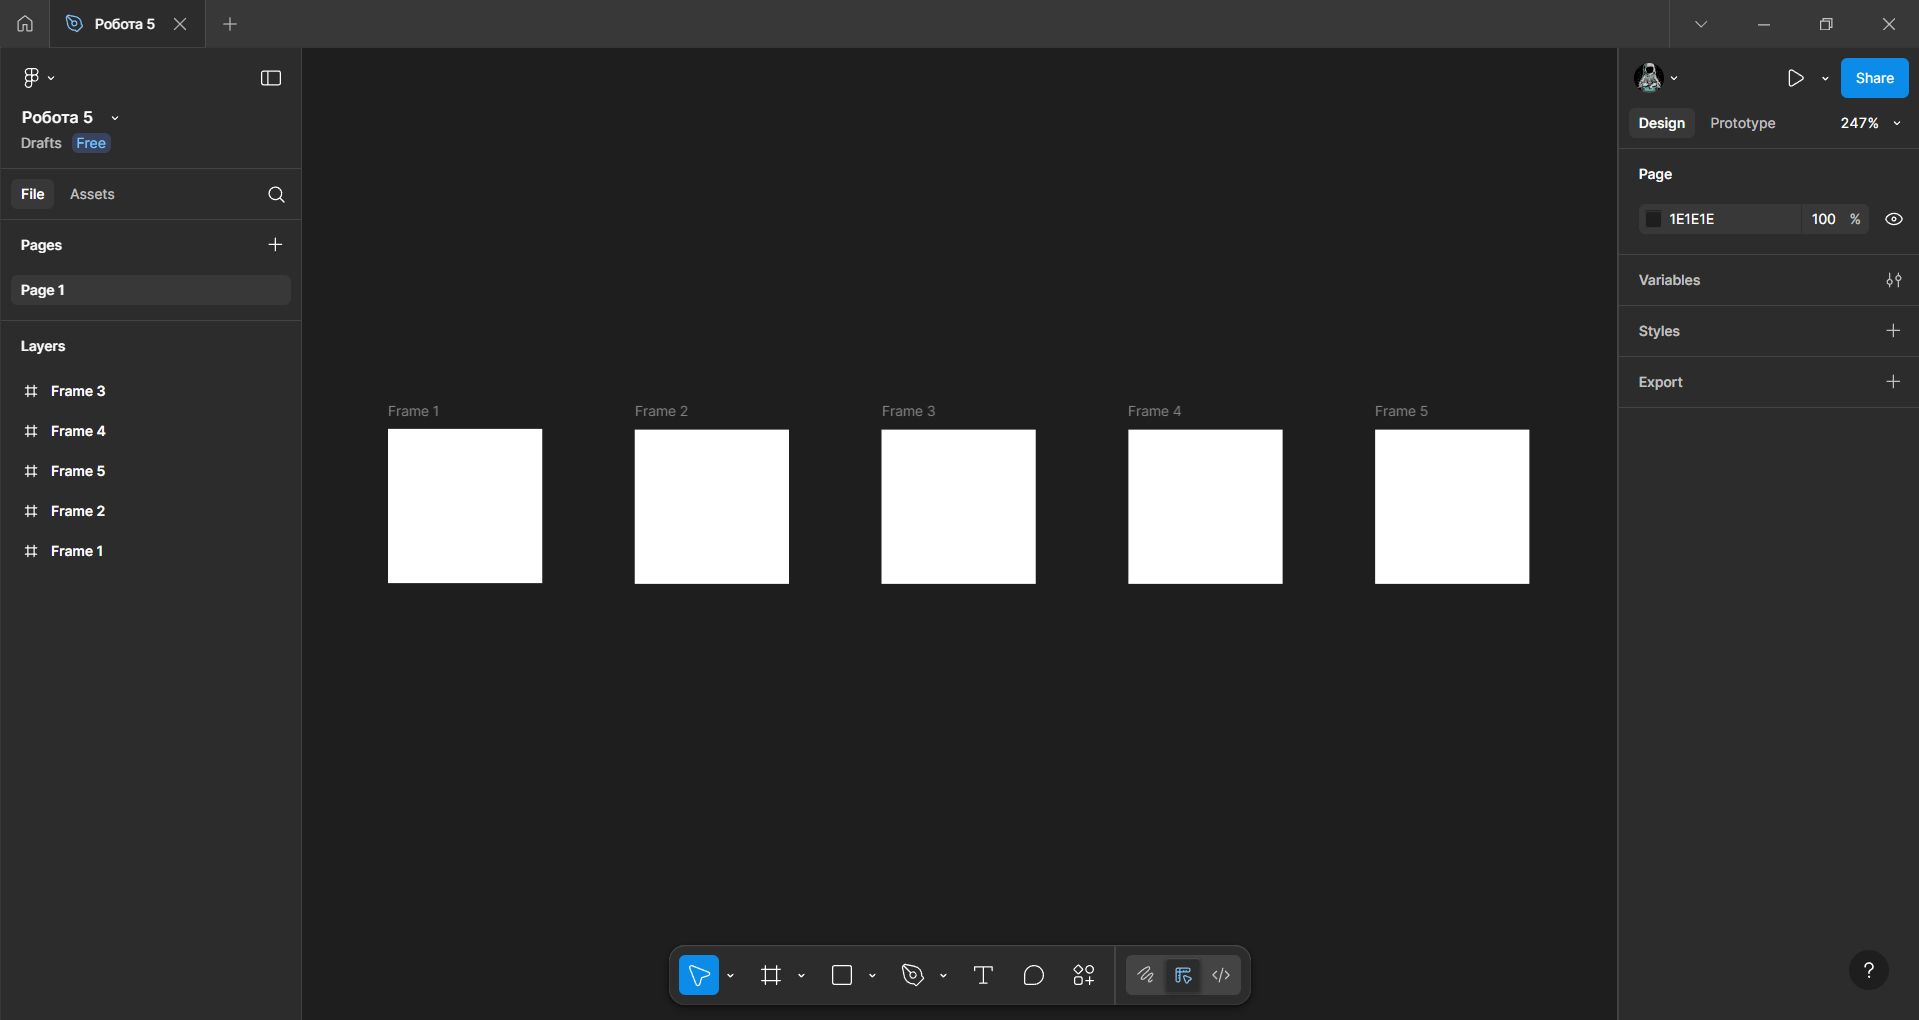 Робота 5
Робота 5
Drafts Free
File Assets
Pages
Page 1
Layers
Frame 3
Frame 4
Frame 5
Frame 2
Frame 1
Frame 1
Frame 2
Frame 3
Frame 4
Frame 5
Share
Design Prototype 247%
Page
1E1E1E 100 %
Variables
Styles
Export
?